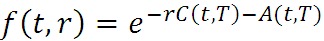 f(t,r) = e^{-rC(t,T)-A(t,T)}